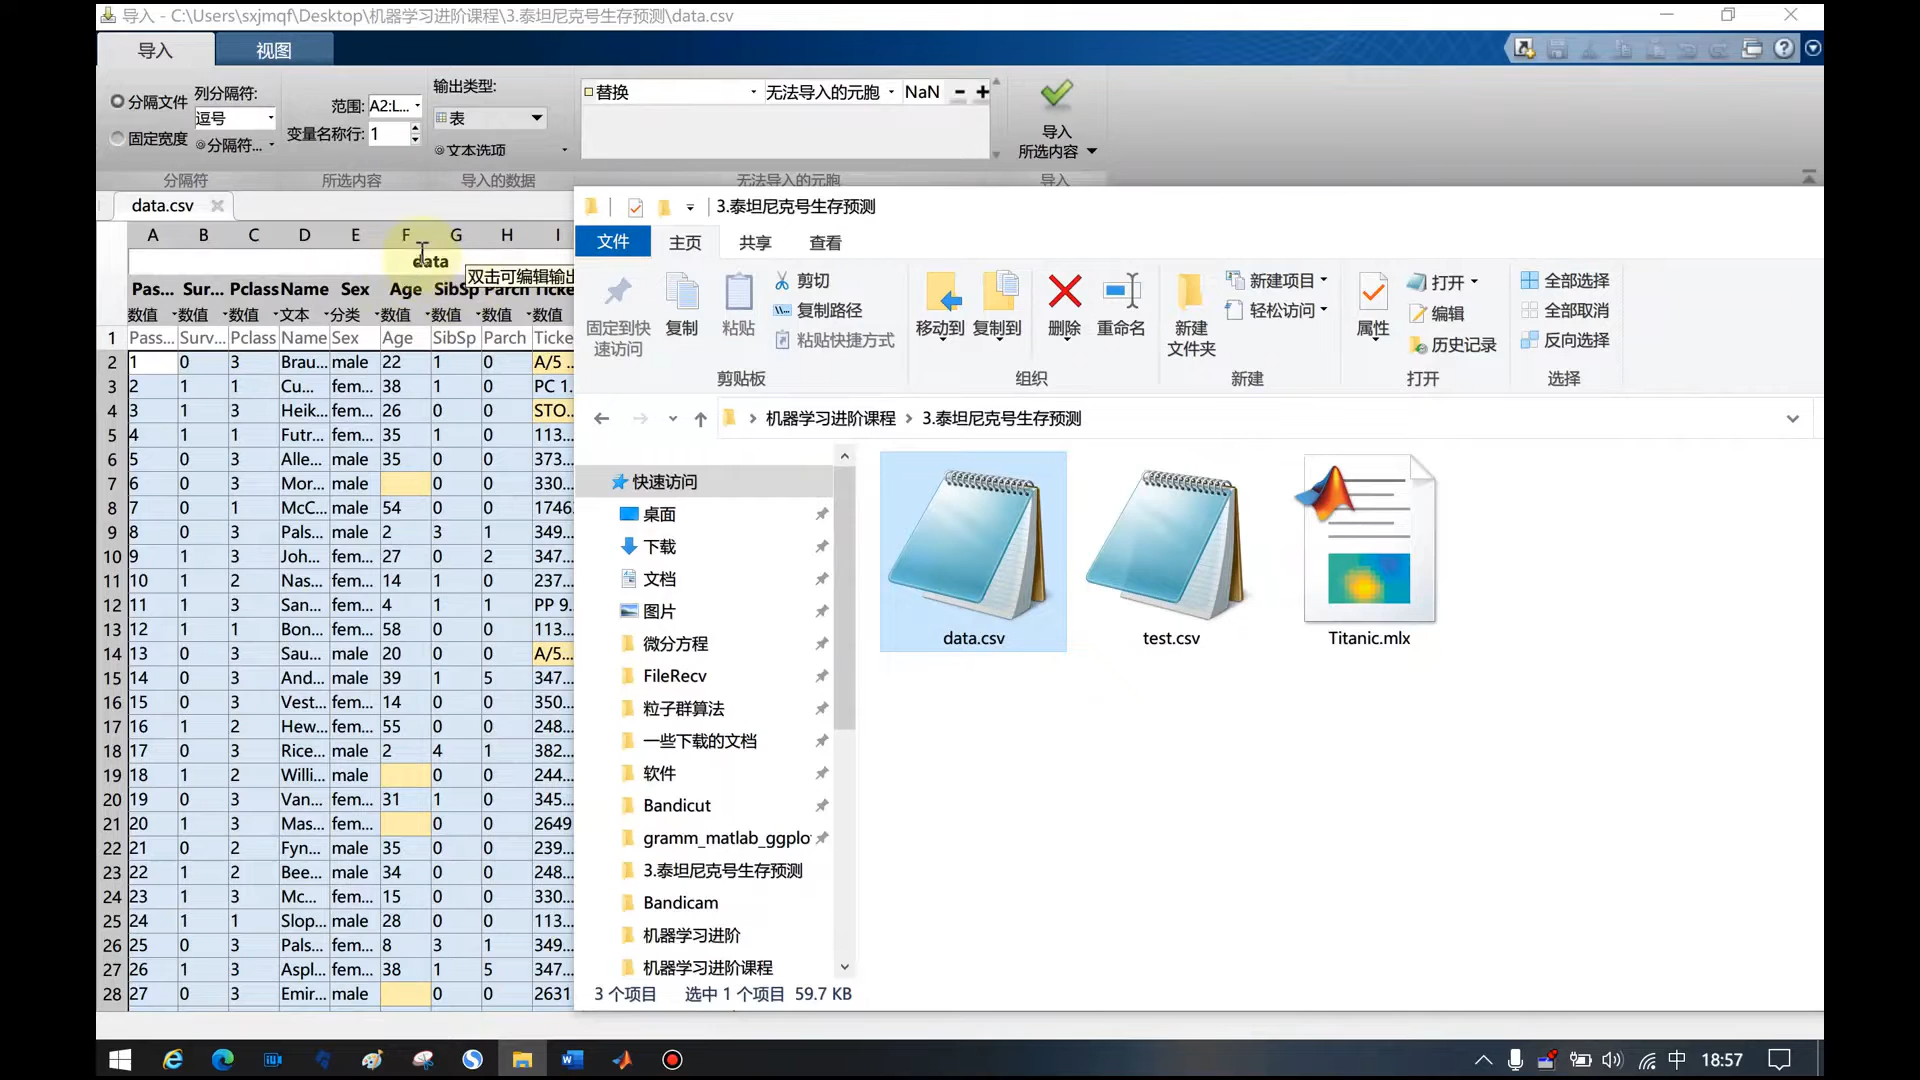 导入 - C:\Users\sxjmqf\Desktop\机器学习进阶课程\3.泰坦尼克号生存预测\data.csv
导入 视图
分隔文件 列分隔符:
逗号
固定宽度 分隔符...
分隔符
范围: A2:L...
变量名称行: 1
所选内容
输出类型:
表
文本选项
导入的数据
替换 无法导入的元胞 NaN
无法导入的元胞
导入
所选内容
导入
data.csv
A B C D E F G H I
data
双击可编辑输出
Pas... Sur... Pclass Name Sex Age SibSp Parch Ticke
数值 数值 数值 文本 分类 数值 数值 数值 数值
1 Pass... Surv... Pclass Name Sex Age SibSp Parch Ticke
2 1 0 3 Brau... male 22 1 0 A/5 ...
3 2 1 1 Cu... fem... 38 1 0 PC 1.
4 3 1 3 Heik... fem... 26 0 0 STO..
5 4 1 1 Futr... fem... 35 1 0 113...
6 5 0 3 Alle... male 35 0 0 373...
7 6 0 3 Mor... male 0 0 330...
8 7 0 1 McC... male 54 0 0 1746
9 8 0 3 Pals... male 2 3 1 349...
10 9 1 3 Joh... fem... 27 0 2 347...
11 10 1 2 Nas... fem... 14 1 0 237...
12 11 1 3 San... fem... 4 1 1 PP 9.
13 12 1 1 Bon... fem... 58 0 0 113...
14 13 0 3 Sau... male 20 0 0 A/5...
15 14 0 3 And... male 39 1 5 347...
16 15 0 3 Vest... fem... 14 0 0 350...
17 16 1 2 Hew... fem... 55 0 0 248...
18 17 0 3 Rice... male 2 4 1 382...
19 18 1 2 Willi... male 0 0 244...
20 19 0 3 Van... fem... 31 1 0 345...
21 20 1 3 Mas... fem... 0 0 2649
22 21 0 2 Fyn... male 35 0 0 239...
23 22 1 2 Bee... male 34 0 0 248...
24 23 1 3 Mc... fem... 15 0 0 330...
25 24 1 1 Slop... male 28 0 0 113...
26 25 0 3 Pals... fem... 8 3 1 349...
27 26 1 3 Aspl... fem... 38 1 5 347...
28 27 0 3 Emir... male 0 0 2631
3.泰坦尼克号生存预测
文件 主页 共享 查看
固定到快
速访问
复制
粘贴
剪切
复制路径
粘贴快捷方式
剪贴板
移动到 复制到 删除 重命名
组织
新建
文件夹
新建项目
轻松访问
新建
属性
打开
编辑
历史记录
打开
全部选择
全部取消
反向选择
选择
机器学习进阶课程 3.泰坦尼克号生存预测
快速访问
桌面
下载
文档
图片
微分方程
FileRecv
粒子群算法
一些下载的文档
软件
Bandicut
gramm_matlab_ggplo
3.泰坦尼克号生存预测
Bandicam
机器学习进阶
机器学习进阶课程
data.csv test.csv Titanic.mlx
3 个项目 选中 1 个项目 59.7 KB
中 18:57